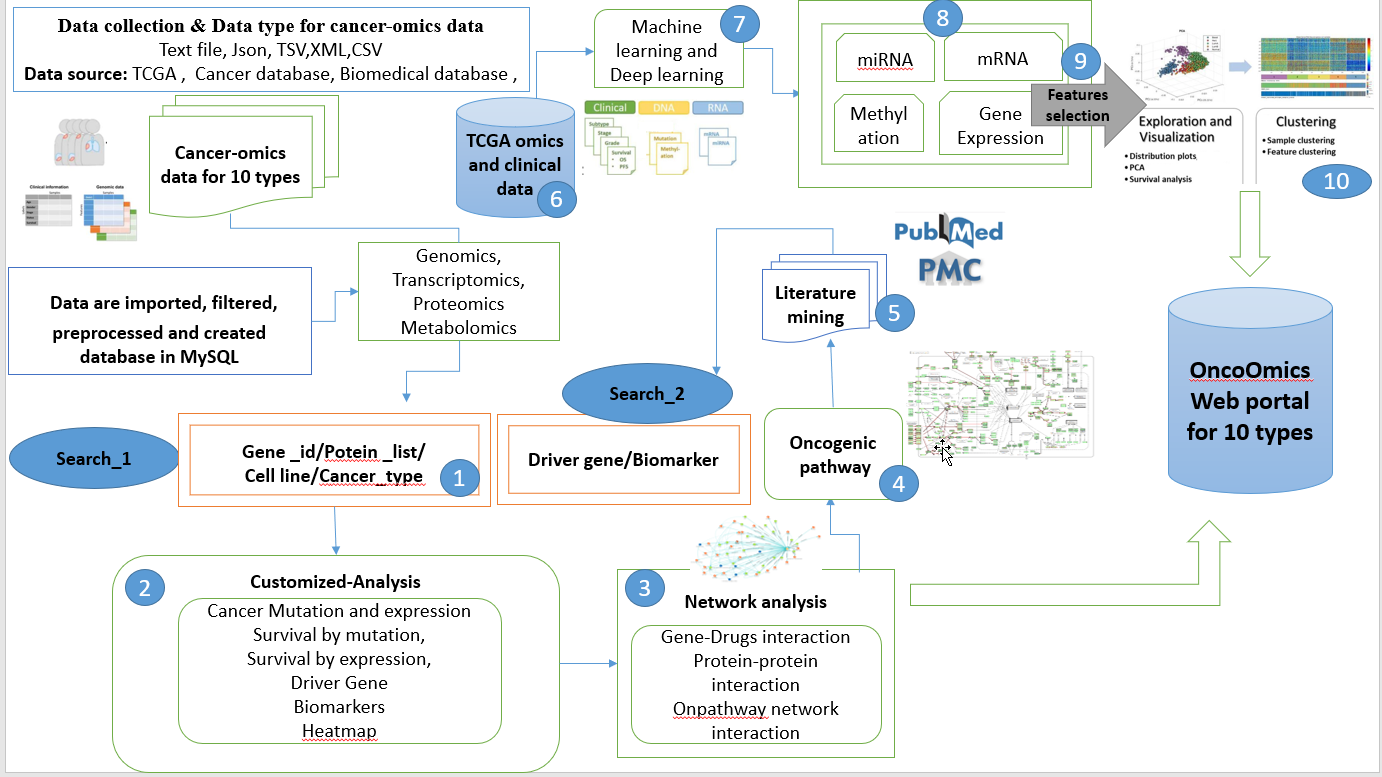 Data collection & Data type for cancer-omics data
Text file, Json, TSV,XML,CSV
Data source: TCGA , Cancer database, Biomedical database ,
Cancer-omics
data for 10 types
Clinical information
Genomic data
Samples
Samples
Data are imported, filtered,
preprocessed and created
database in MySQL
Genomics,
Transcriptomics,
Proteomics
Metabolomics
Search_1
Gene _id/Potein _list/
Cell line/Cancer_type
1
2
Customized-Analysis
Cancer Mutation and expression
Survival by mutation,
Survival by expression,
Driver Gene
Biomarkers
Heatmap
3
Network analysis
Gene-Drugs interaction
Protein-protein
interaction
Onpathway network
interaction
Oncogenic
pathway
4
Literature
mining
5
PubMed
PMC
Search_2
Driver gene/Biomarker
TCGA omics
and clinical
data
6
Clinical
DNA
RNA
Subtype
Stage
Grade
Survival
• OS
• PFS
Mutation
Methyl-
ation
mRNA
miRNA
Machine
learning and
Deep learning
7
8
miRNA
mRNA
Methyl
ation
Gene
Expression
9
Features
selection
PCA
Exploration and
Visualization
• Distribution plots
• PCA
• Survival analysis
Clustering
• Sample clustering
• Feature clustering
10
OncoOmics
Web portal
for 10 types